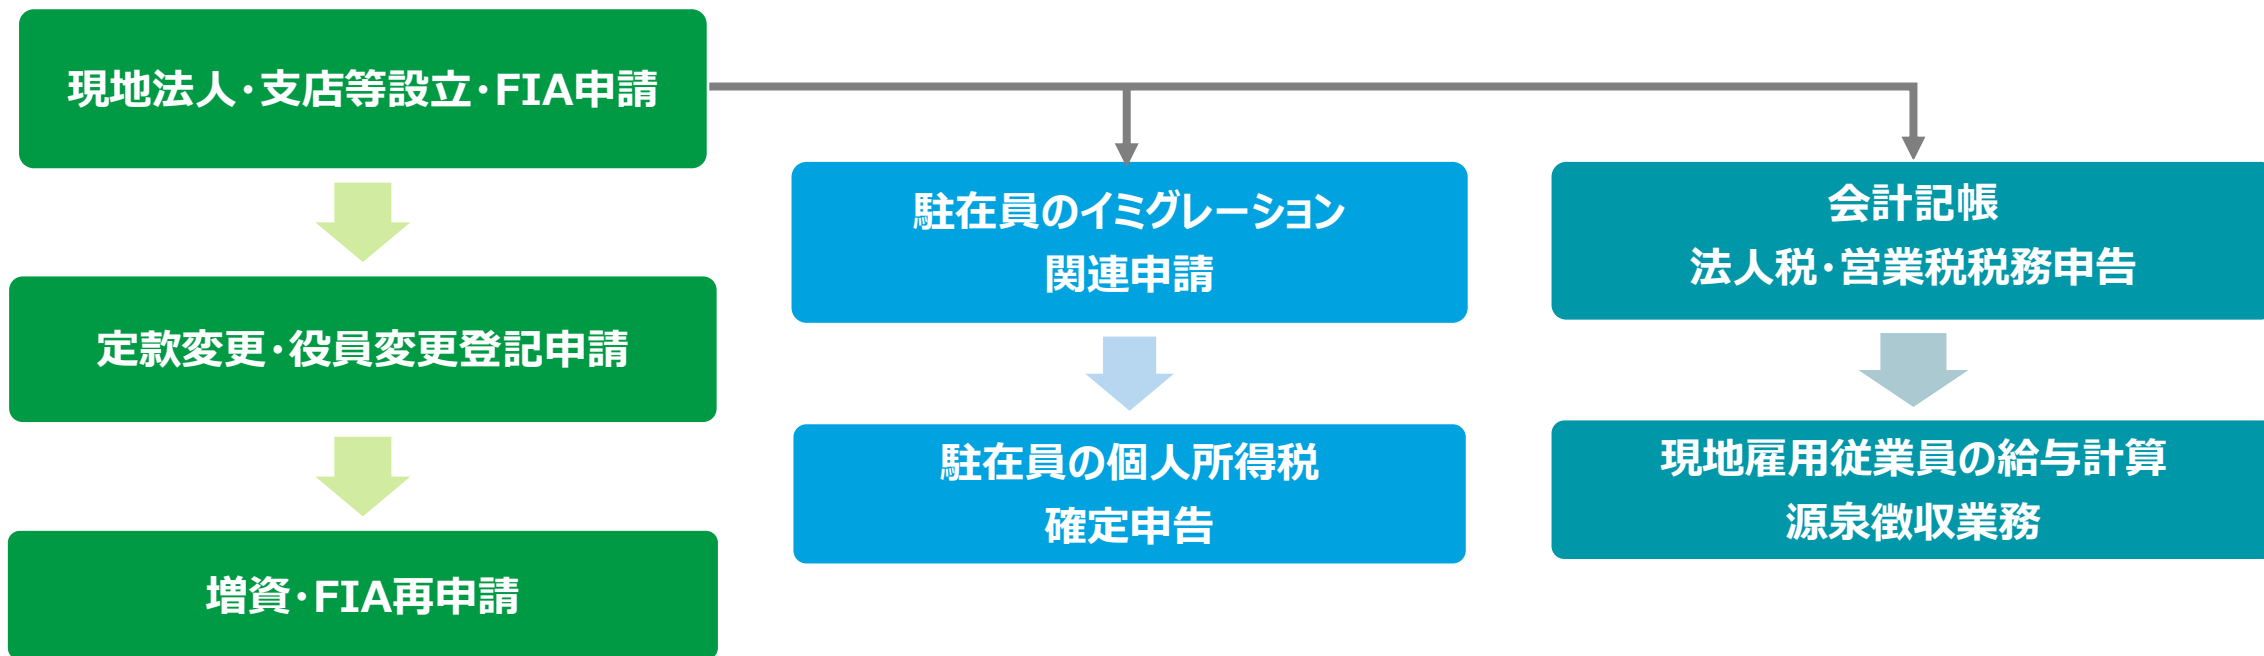 現地法人・支店等設立・FIA申請
定款変更・役員変更登記申請
増資・FIA再申請
駐在員のイミグレーション
関連申請
駐在員の個人所得税
確定申告
会計記帳
法人税・営業税税務申告
現地雇用従業員の給与計算
源泉徴収業務